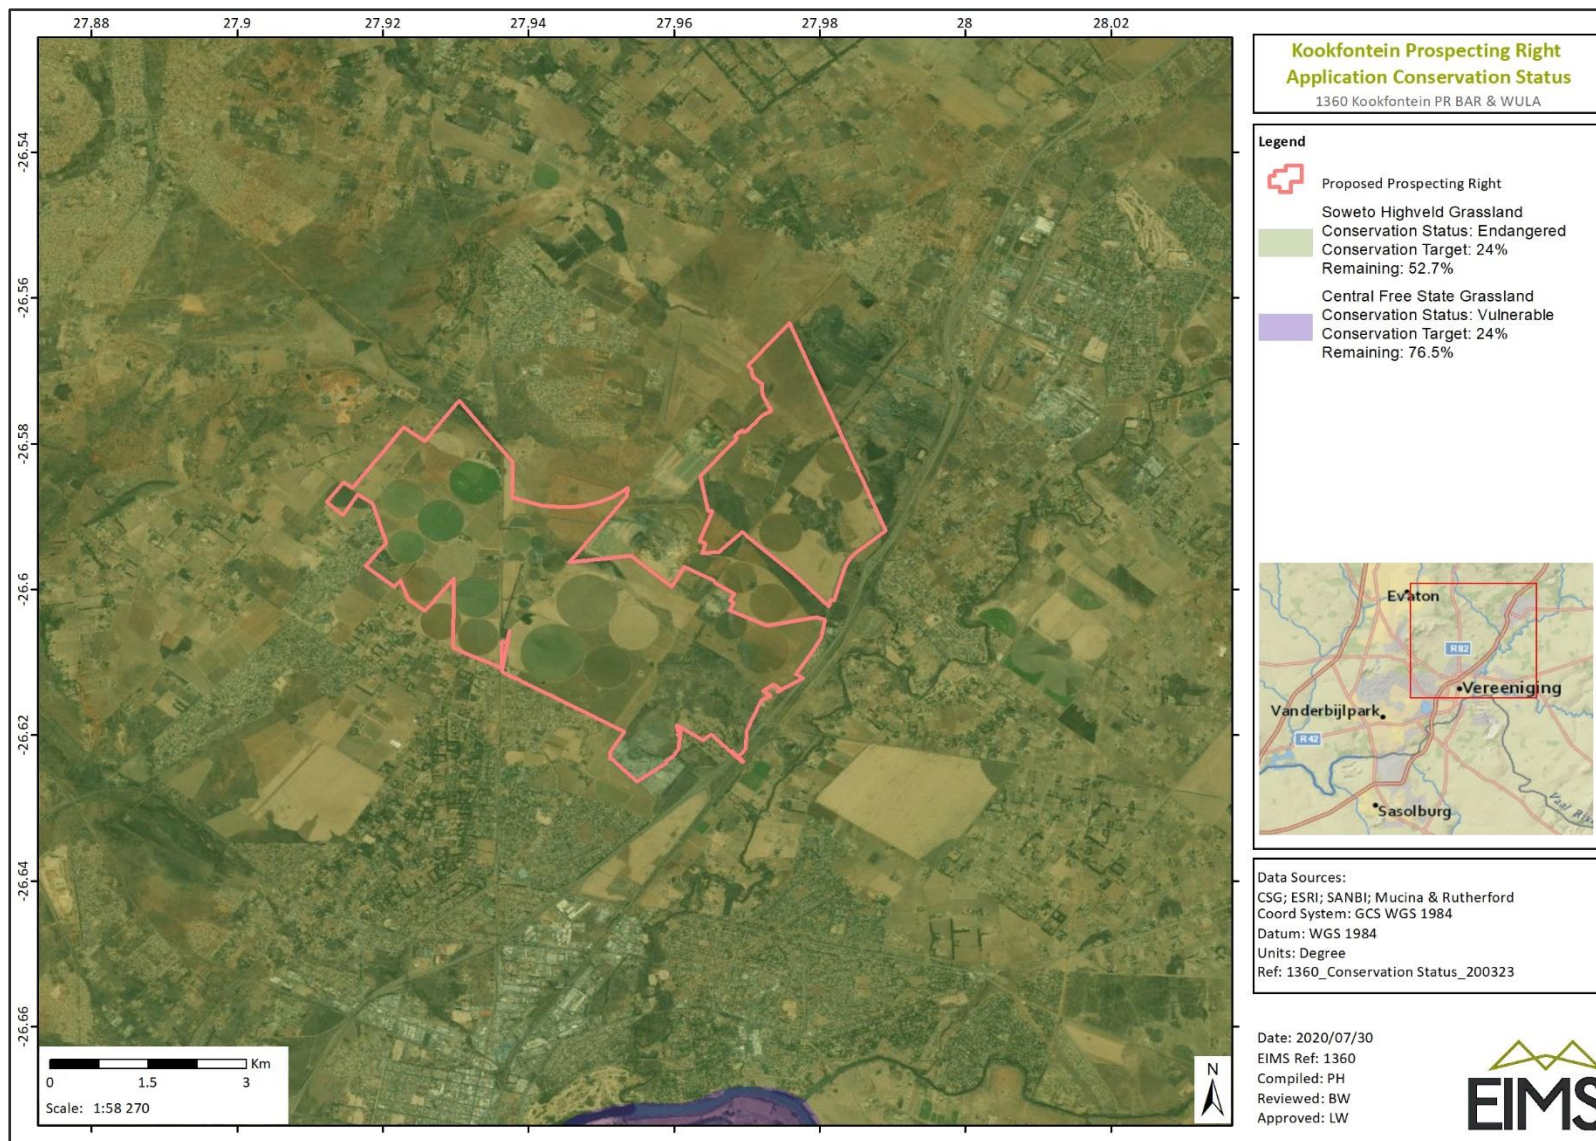 27.88 27.9 27.92 27.94 27.96 27.98 28 28.02
-26.54
-26.56
-26.58
-26.6
-26.62
-26.64
-26.66
Km
0 1.5 3
Scale: 1:58 270
N
Kookfontein Prospecting Right
Application Conservation Status
1360 Kookfontein PR BAR & WULA
Legend
Proposed Prospecting Right
Soweto Highveld Grassland
Conservation Status: Endangered
Conservation Target: 24%
Remaining: 52.7%
Central Free State Grassland
Conservation Status: Vulnerable
Conservation Target: 24%
Remaining: 76.5%
Evaton
R82
Vereeniging
Vanderbijlpark
R42
Sasolburg
Vaal Riv
Data Sources:
CSG; ESRI; SANBI; Mucina & Rutherford
Coord System: GCS WGS 1984
Datum: WGS 1984
Units: Degree
Ref: 1360_Conservation Status_200323
Date: 2020/07/30
EIMS Ref: 1360
Compiled: PH
Reviewed: BW
Approved: LW
EIMS